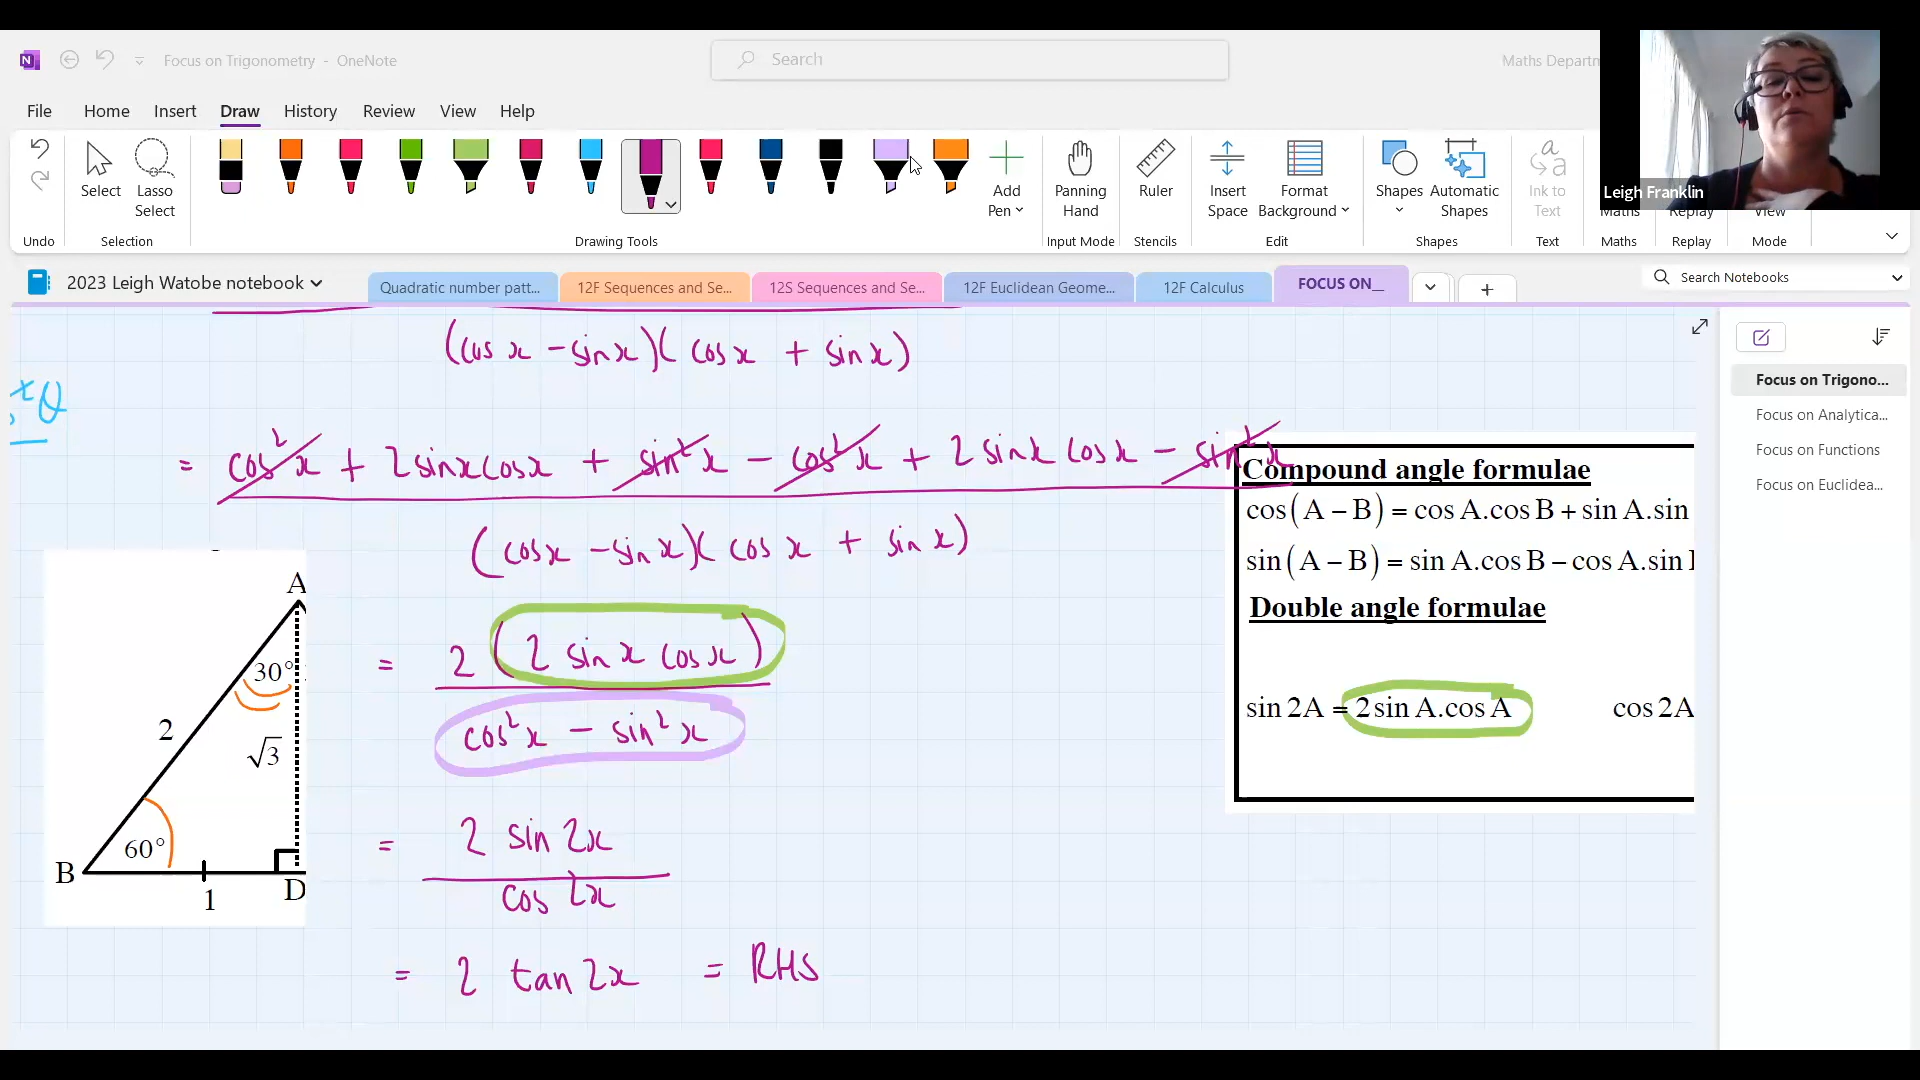 Focus on Trigonometry - OneNote
Search
Maths Departm
Leigh Franklin
File Home Insert Draw History Review View Help
Undo
Select
Lasso Select
Selection
Drawing Tools
Add Pen
Panning Hand
Input Mode
Ruler
Stencils
Insert Space
Format Background
Edit
Shapes
Automatic Shapes
Shapes
Ink to Text
Text
Maths
Maths
Replay
Replay
View
Mode
2023 Leigh Watobe notebook
Quadratic number patt...
12F Sequences and Se...
12S Sequences and Se...
12F Euclidean Geome...
12F Calculus
FOCUS ON_
+
Search Notebooks
Focus on Trigono...
Focus on Analytica...
Focus on Functions
Focus on Euclidea...
(cos x - sin x)(cos x + sin x)
θ
= cos²x + 2sinxcosx + sin²x - cos²x + 2sinx cosx - sin²x
(cosx - sinx)(cosx + sinx)
= 2(2 sinx cosx)
cos²x - sin²x
= 2 sin 2x
cos 2x
= 2 tan 2x = RHS
A
30°
2
√3
60°
B
1
D
Compound angle formulae
cos(A − B) = cos A.cos B + sin A.sin
sin(A − B) = sin A.cos B − cos A.sin
Double angle formulae
sin 2A = 2 sin A.cos A cos 2A